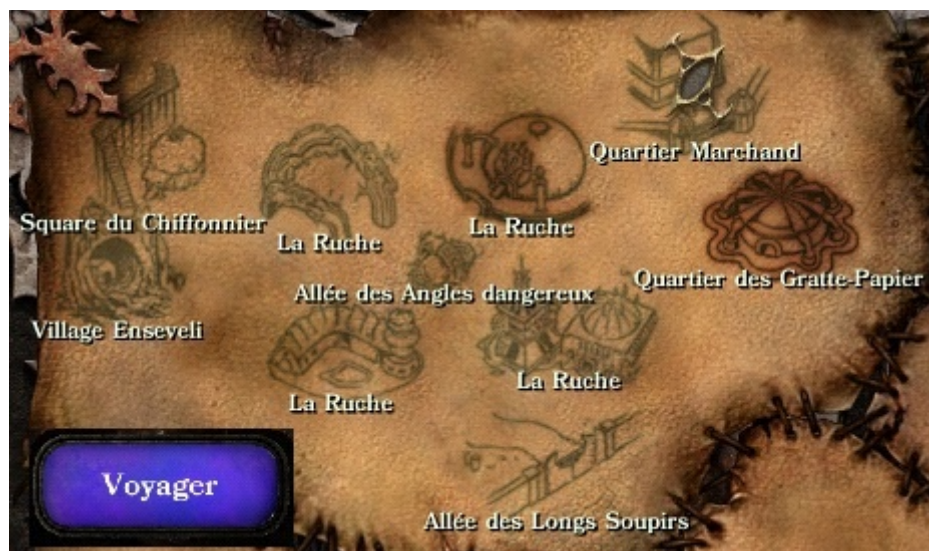 Quartier Marchand
Square du Chiffonnier
La Ruche
La Ruche
Quartier des Gratte-Papier
Allée des Angles dangereux
Village Enseveli
La Ruche
La Ruche
Voyager
Allée des Longs Soupirs